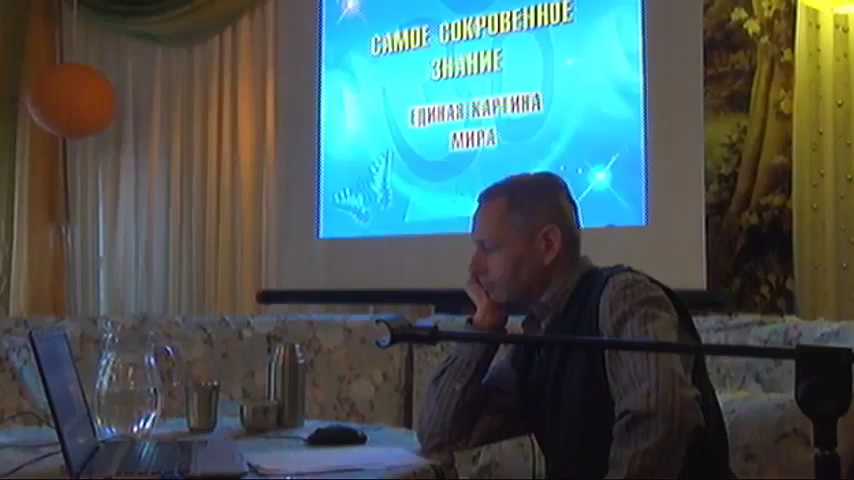 САМОЕ СОКРОВЕННОЕ
ЗНАНИЕ
ЕДИНАЯ КАРТИНА
МИРА